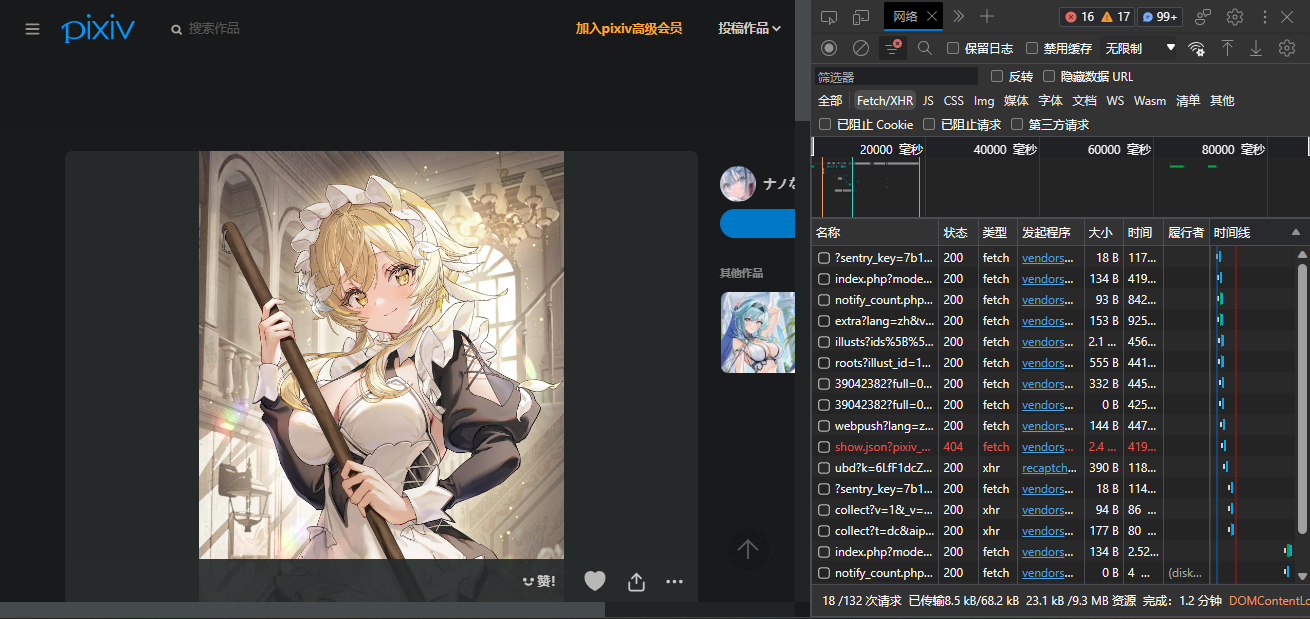 pixiv
搜索作品
加入pixiv高级会员
投稿作品
ナノな
其他作品
赞!
网络
16
17
99+
保留日志
禁用缓存
无限制
筛选器
反转
隐藏数据 URL
全部
Fetch/XHR
JS
CSS
Img
媒体
字体
文档
WS
Wasm
清单
其他
已阻止 Cookie
已阻止请求
第三方请求
20000 毫秒
40000 毫秒
60000 毫秒
80000 毫秒
名称 状态 类型 发起程序 大小 时间 履行者 时间线
?sentry_key=7b1... 200 fetch vendors... 18 B 117...
index.php?mode... 200 fetch vendors... 134 B 419...
notify_count.php... 200 fetch vendors... 93 B 842...
extra?lang=zh&v... 200 fetch vendors... 153 B 925...
illusts?ids%5B%5... 200 fetch vendors... 2.1 ... 456...
roots?illust_id=1... 200 fetch vendors... 555 B 441...
39042382?full=0... 200 fetch vendors... 332 B 445...
39042382?full=0... 200 fetch vendors... 0 B 425...
webpush?lang=z... 200 fetch vendors... 144 B 447...
show.json?pixiv_... 404 fetch vendors... 2.4 ... 419...
ubd?k=6LfF1dcZ... 200 xhr recaptch... 390 B 118...
?sentry_key=7b1... 200 fetch vendors... 18 B 114...
collect?v=1&_v=... 200 xhr vendors... 94 B 86 ...
collect?t=dc&aip... 200 xhr vendors... 177 B 80 ...
index.php?mode... 200 fetch vendors... 134 B 2.52...
notify_count.php... 200 fetch vendors... 0 B 4 ... (disk...
18 /132 次请求 已传输8.5 kB/68.2 kB 23.1 kB /9.3 MB 资源 完成：1.2 分钟 DOMContentLo